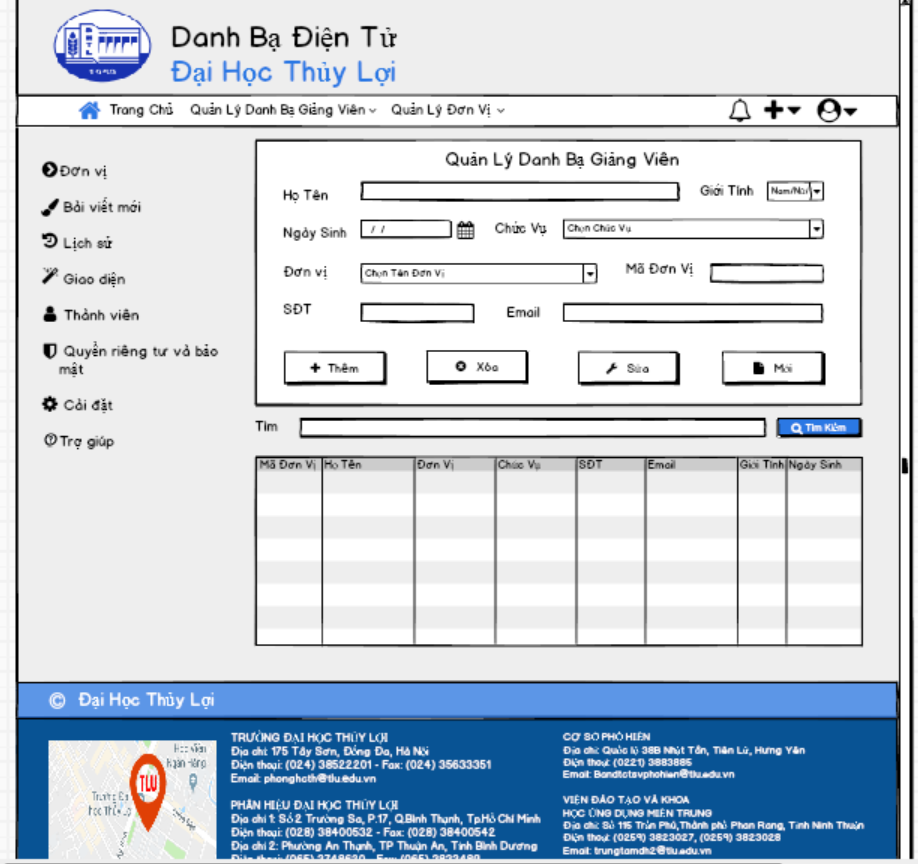 Danh Bạ Điện Tử
Đại Học Thủy Lợi
Trang Chủ Quản Lý Danh Bạ Giảng Viên Quản Lý Đơn Vị
Đơn vị
Bài viết mới
Lịch sử
Giao diện
Thành viên
Quyền riêng tư và bảo
mật
Cài đặt
Trợ giúp
Quản Lý Danh Bạ Giảng Viên
Họ Tên Giới Tính Nam/Nữ/
Ngày Sinh / / Chức Vụ Chọn Chức Vụ
Đơn vị Chọn Tên Đơn Vị Mã Đơn Vị
SĐT Email
Thêm Xóa Sửa Mới
Tìm Tìm Kiếm
Mã Đơn Vị Họ Tên Đơn Vị Chức Vụ SĐT Email Giới Tính Ngày Sinh
© Đại Học Thủy Lợi
Học viện
Ngân Hàng
TLU
TRƯỜNG ĐẠI HỌC THỦY LỢI
Địa chỉ: 175 Tây Sơn, Đống Đa, Hà Nội
Điện thoại: (024) 38522201 - Fax: (024) 35633351
Email: phonghcth@tlu.edu.vn
PHÂN HIỆU ĐẠI HỌC THỦY LỢI
Địa chỉ 1: Số 2 Trường Sa, P.17, Q.Bình Thạnh, Tp.Hồ Chí Minh
Điện thoại: (028) 38400532 - Fax: (028) 38400542
Địa chỉ 2: Phường An Thạnh, TP Thuận An, Tỉnh Bình Dương
CƠ SỞ PHỐ HIẾN
Địa chỉ: Quốc lộ 38B Nhật Tân, Tiên Lữ, Hưng Yên
Điện thoại: (0221) 3883885
Email: Bandtctsvphohien@tlu.edu.vn
VIỆN ĐÀO TẠO VÀ KHOA
HỌC ỨNG DỤNG MIỀN TRUNG
Địa chỉ: Số 115 Trần Phú,Thành phố Phan Rang, Tỉnh Ninh Thuận
Điện thoại: (0259) 3823027, (0259) 3823028
Email: trungtamdh2@tlu.edu.vn